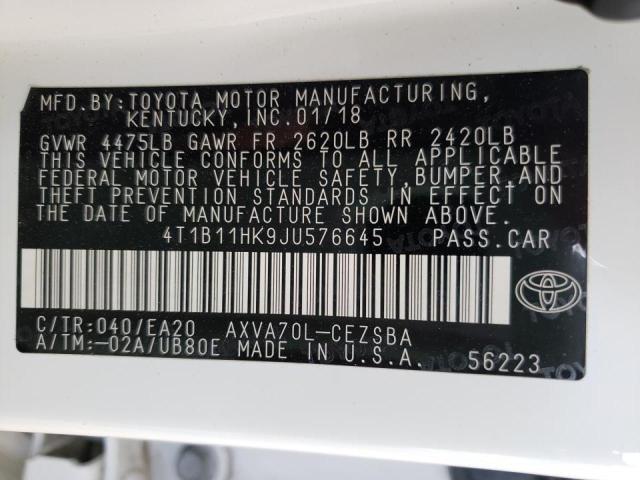 MFD.BY:TOYOTA MOTOR MANUFACTURING,
KENTUCKY,INC.01/18
GVWR 4475LB GAWR FR 2620LB RR 2420LB
THIS VEHICLE CONFORMS TO ALL APPLICABLE
FEDERAL MOTOR VEHICLE SAFETY, BUMPER, AND
THEFT PREVENTION STANDARDS IN EFFECT ON
THE DATE OF MANUFACTURE SHOWN ABOVE.
4T1B11HK9JU576645 PASS.CAR
C/TR:040/EA20 AXVA70L-CEZSBA
A/TM:-02A/UB80E MADE IN U.S.A. 56223